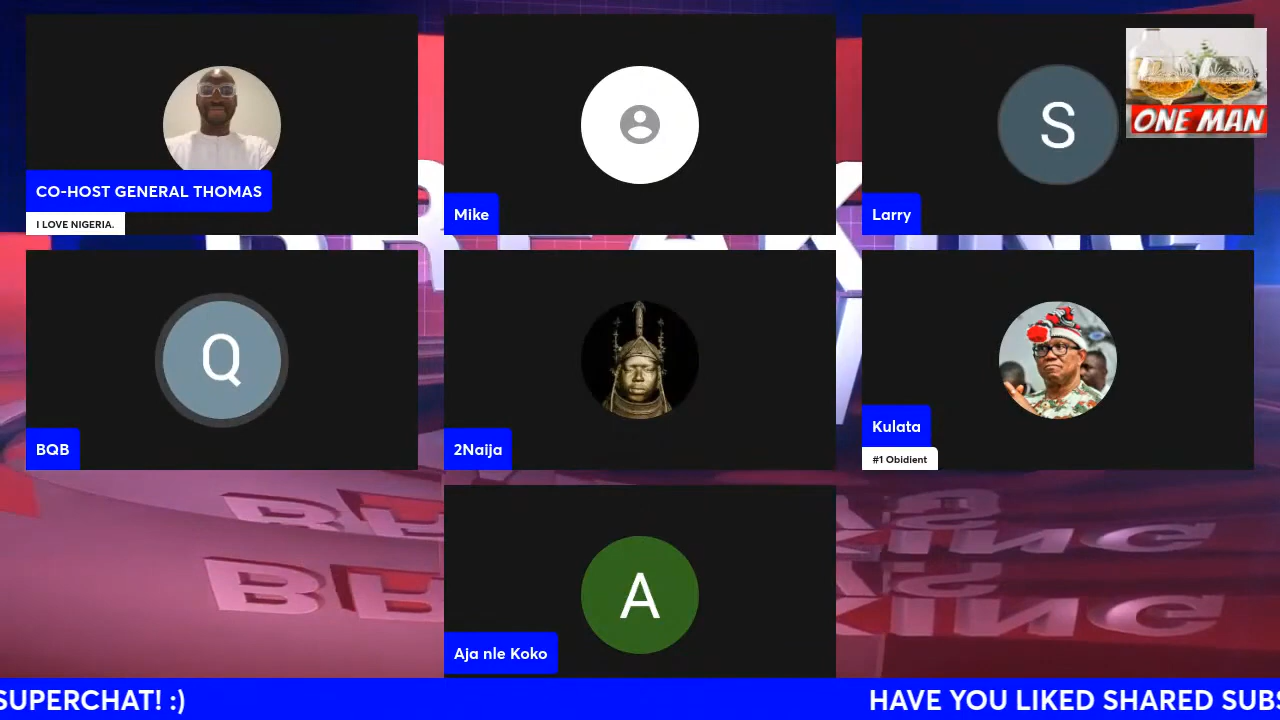 CO-HOST GENERAL THOMAS
I LOVE NIGERIA.
Mike
S
Larry
ONE MAN
Q
BQB
2Naija
Kulata
#1 Obidient
A
Aja nle Koko
SUPERCHAT! :)
HAVE YOU LIKED SHARED SUBS